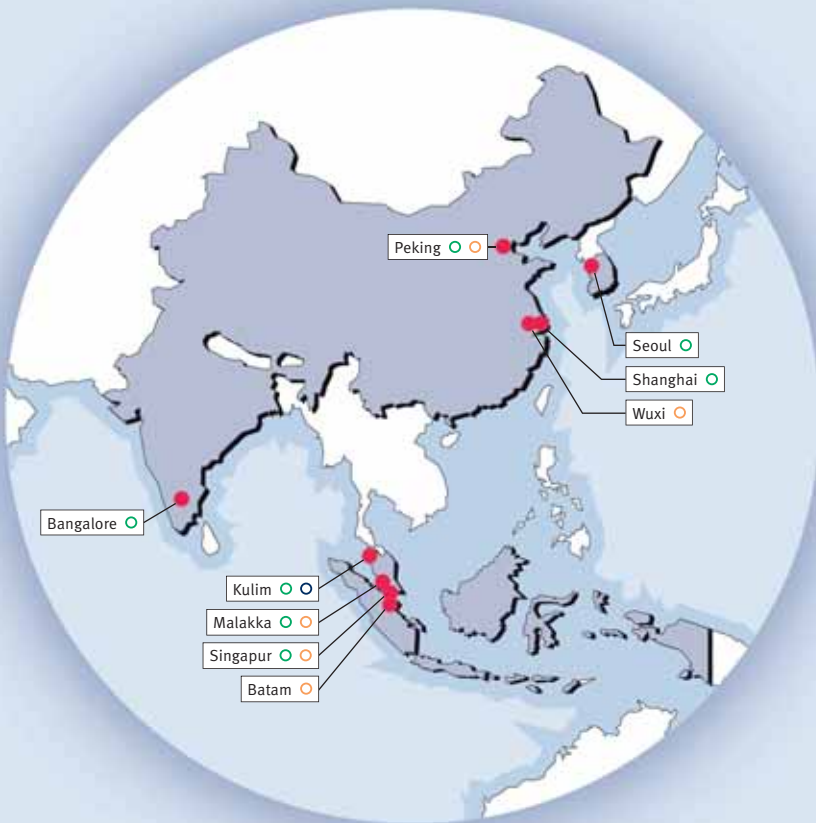 Peking
Seoul
Shanghai
Wuxi
Bangalore
Kulim
Malakka
Singapur
Batam